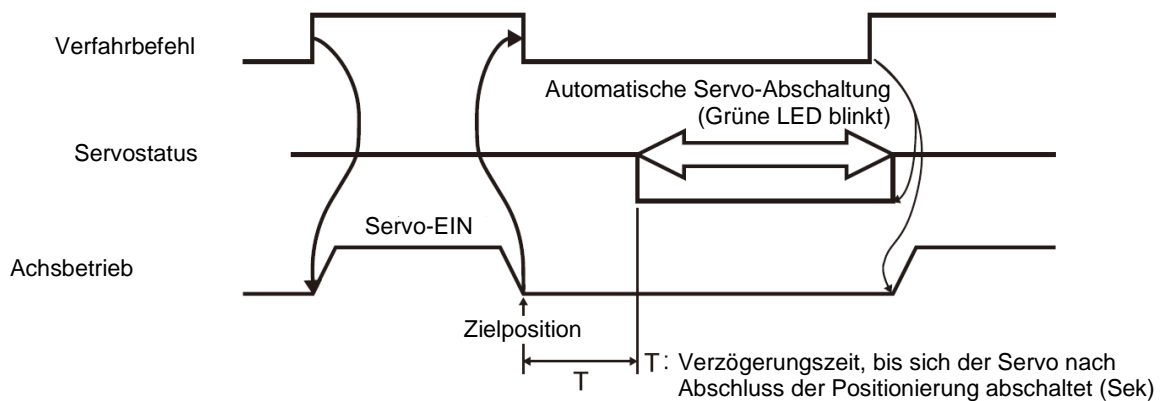 Verfahrbefehl
Automatische Servo-Abschaltung
(Grüne LED blinkt)
Servostatus
Servo-EIN
Achsbetrieb
Zielposition
T
T: Verzögerungszeit, bis sich der Servo nach
Abschluss der Positionierung abschaltet (Sek)